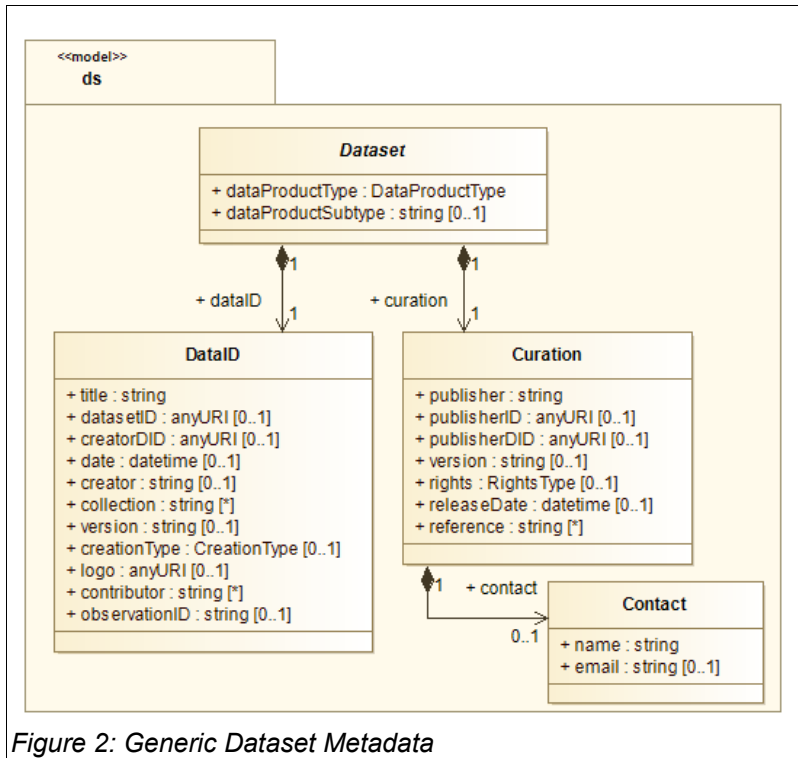 <<model>>
ds
Dataset
+ dataProductType : DataProductType
+ dataProductSubtype : string [0..1]
1
1
+ dataID
+ curation
1
1
DataID
+ title : string
+ datasetID : anyURI [0..1]
+ creatorDID : anyURI [0..1]
+ date : datetime [0..1]
+ creator : string [0..1]
+ collection : string [*]
+ version : string [0..1]
+ creationType : CreationType [0..1]
+ logo : anyURI [0..1]
+ contributor : string [*]
+ observationID : string [0..1]
Curation
+ publisher : string
+ publisherID : anyURI [0..1]
+ publisherDID : anyURI [0..1]
+ version : string [0..1]
+ rights : RightsType [0..1]
+ releaseDate : datetime [0..1]
+ reference : string [*]
1
+ contact
0..1
Contact
+ name : string
+ email : string [0..1]
Figure 2: Generic Dataset Metadata